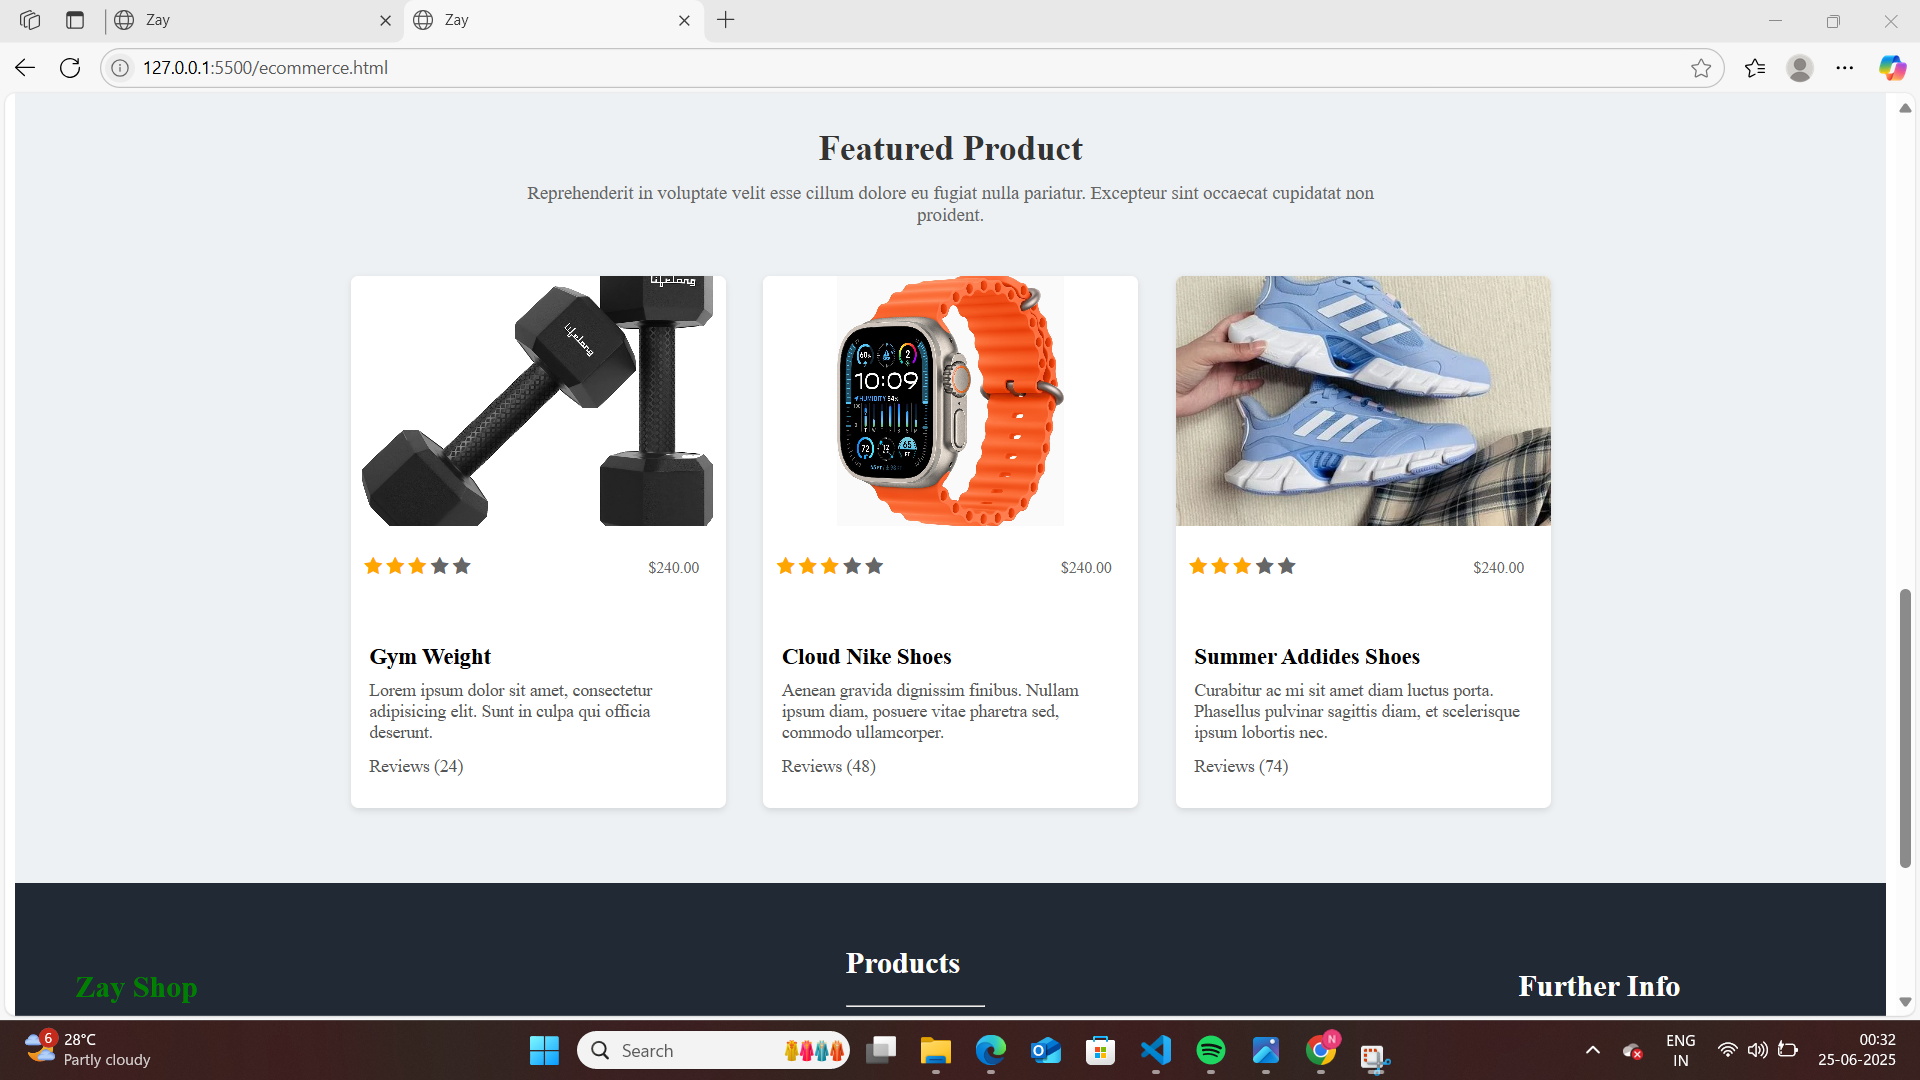 Zay
Zay
127.0.0.1:5500/ecommerce.html
Featured Product
Reprehenderit in voluptate velit esse cillum dolore eu fugiat nulla pariatur. Excepteur sint occaecat cupidatat non
proident.
Lifelong
Lifelong
10:09
HUMIDITY 54%
$240.00
$240.00
$240.00
Gym Weight
Lorem ipsum dolor sit amet, consectetur
adipisicing elit. Sunt in culpa qui officia
deserunt.
Reviews (24)
Cloud Nike Shoes
Aenean gravida dignissim finibus. Nullam
ipsum diam, posuere vitae pharetra sed,
commodo ullamcorper.
Reviews (48)
Summer Addides Shoes
Curabitur ac mi sit amet diam luctus porta.
Phasellus pulvinar sagittis diam, et scelerisque
ipsum lobortis nec.
Reviews (74)
Zay Shop
Products
Further Info
6
28°C
Partly cloudy
Search
N
ENG
IN
00:32
25-06-2025